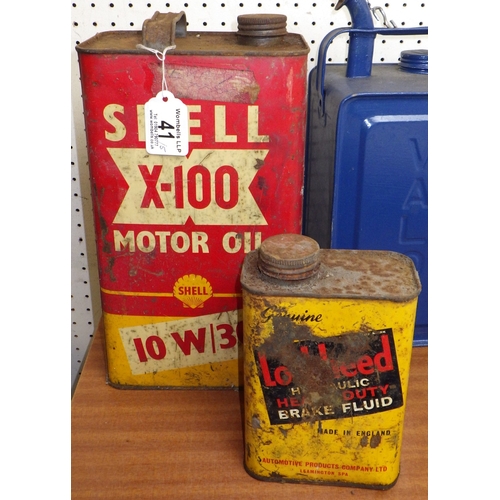 Wombells LLP
41
SHELL
X-100
MOTOR OIL
SHELL
10 W/30
Genuine
Lockheed
HYDRAULIC
HEAVY DUTY
BRAKE FLUID
MADE IN ENGLAND
AUTOMOTIVE PRODUCTS COMPANY LTD
LEAMINGTON SPA